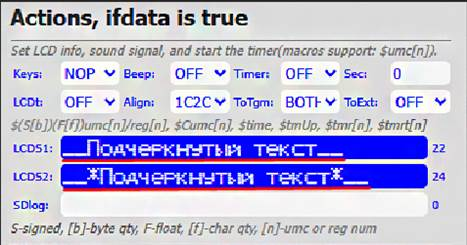 Actions, ifdata is true
Set LCD info, sound signal, and start the timer(macros support: $umc[n]).
Keys: NOP Beep: OFF Timer: OFF Sec: 0
LCDt: OFF Align: 1C2C ToTgm: BOTH ToExt: OFF
$(S[b])(F[f])umc[n]/reg[n], $Cumc[n], $time, $tmUp, $tmr[n], $tmrt[n]
LCDS1: __Подчеркнутый текст__ 22
LCDS2: __*Подчеркнутый текст*__ 24
SDlog: 0
S-signed, [b]-byte qty, F-float, [f]-char qty, [n]-umc or reg num